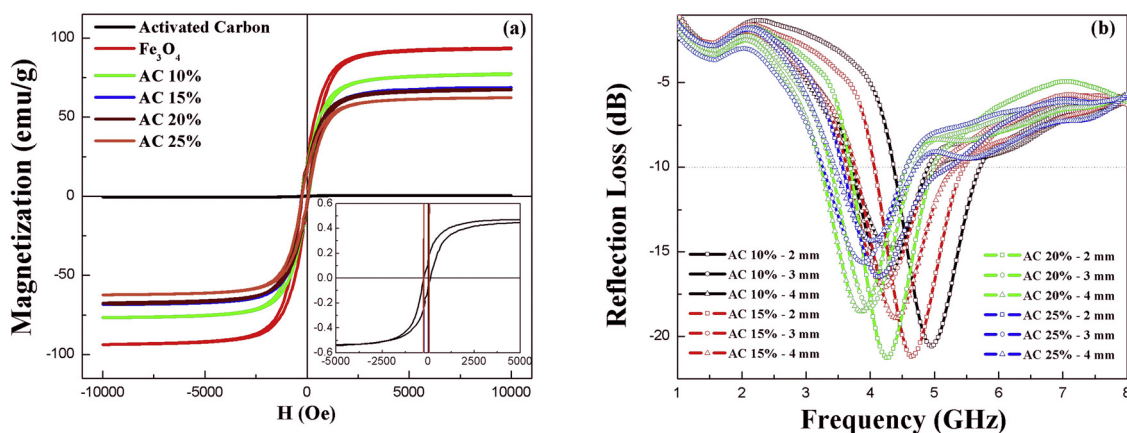 (a)
Magnetization (emu/g)
100
75
50
25
0
-25
-50
-75
-100
Activated Carbon
Fe₃O₄
AC 10%
AC 15%
AC 20%
AC 25%
0.6
0.4
0.2
0.0
-0.2
-0.4
-0.6
-5000 -2500 0 2500 5000
-10000 -5000 0 5000 10000
H (Oe)
(b)
Reflection Loss (dB)
-5
-10
-15
-20
AC 10% - 2 mm
AC 10% - 3 mm
AC 10% - 4 mm
AC 15% - 2 mm
AC 15% - 3 mm
AC 15% - 4 mm
AC 20% - 2 mm
AC 20% - 3 mm
AC 20% - 4 mm
AC 25% - 2 mm
AC 25% - 3 mm
AC 25% - 4 mm
1 2 3 4 5 6 7 8
Frequency (GHz)